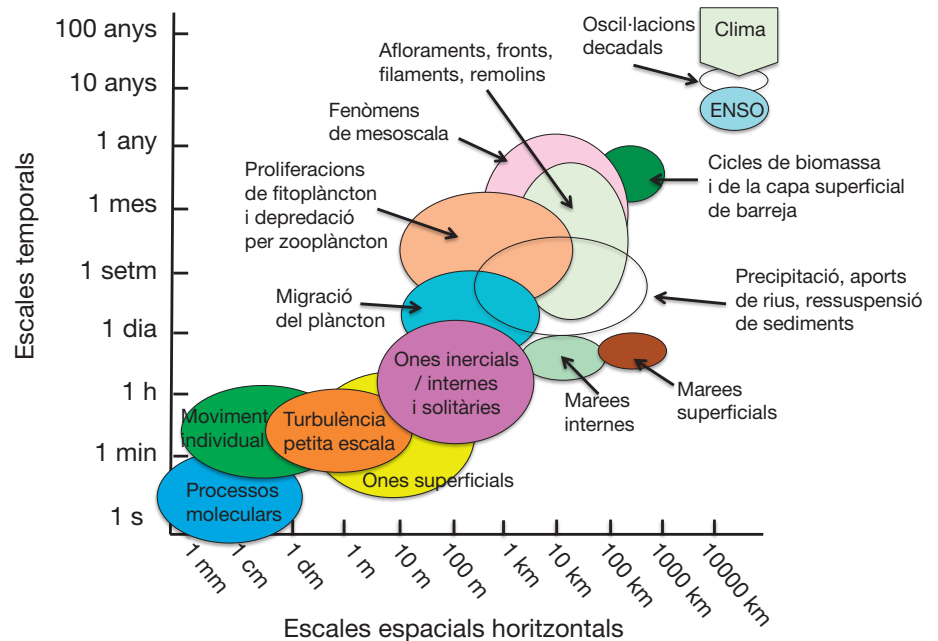 100 anys
10 anys
1 any
1 mes
1 setm
1 dia
1 h
1 min
1 s
Escales temporals
Oscil·lacions
decadals
Clima
ENSO
Afloraments, fronts,
filaments, remolins
Fenòmens
de mesoscala
Cicles de biomassa
i de la capa superficial
de barreja
Proliferacions
de fitoplàncton
i depredació
per zooplàncton
Precipitació, aports
de rius, ressuspensió
de sediments
Migració
del plàncton
Ones inercials
/ internes
i solitàries
Marees
internes
Marees
superficials
Moviment
individual
Turbulència
petita escala
Ones superficials
Processos
moleculars
1 mm
1 cm
1 dm
1 m
10 m
100 m
1 km
10 km
100 km
1000 km
10000 km
Escales espacials horitzontals